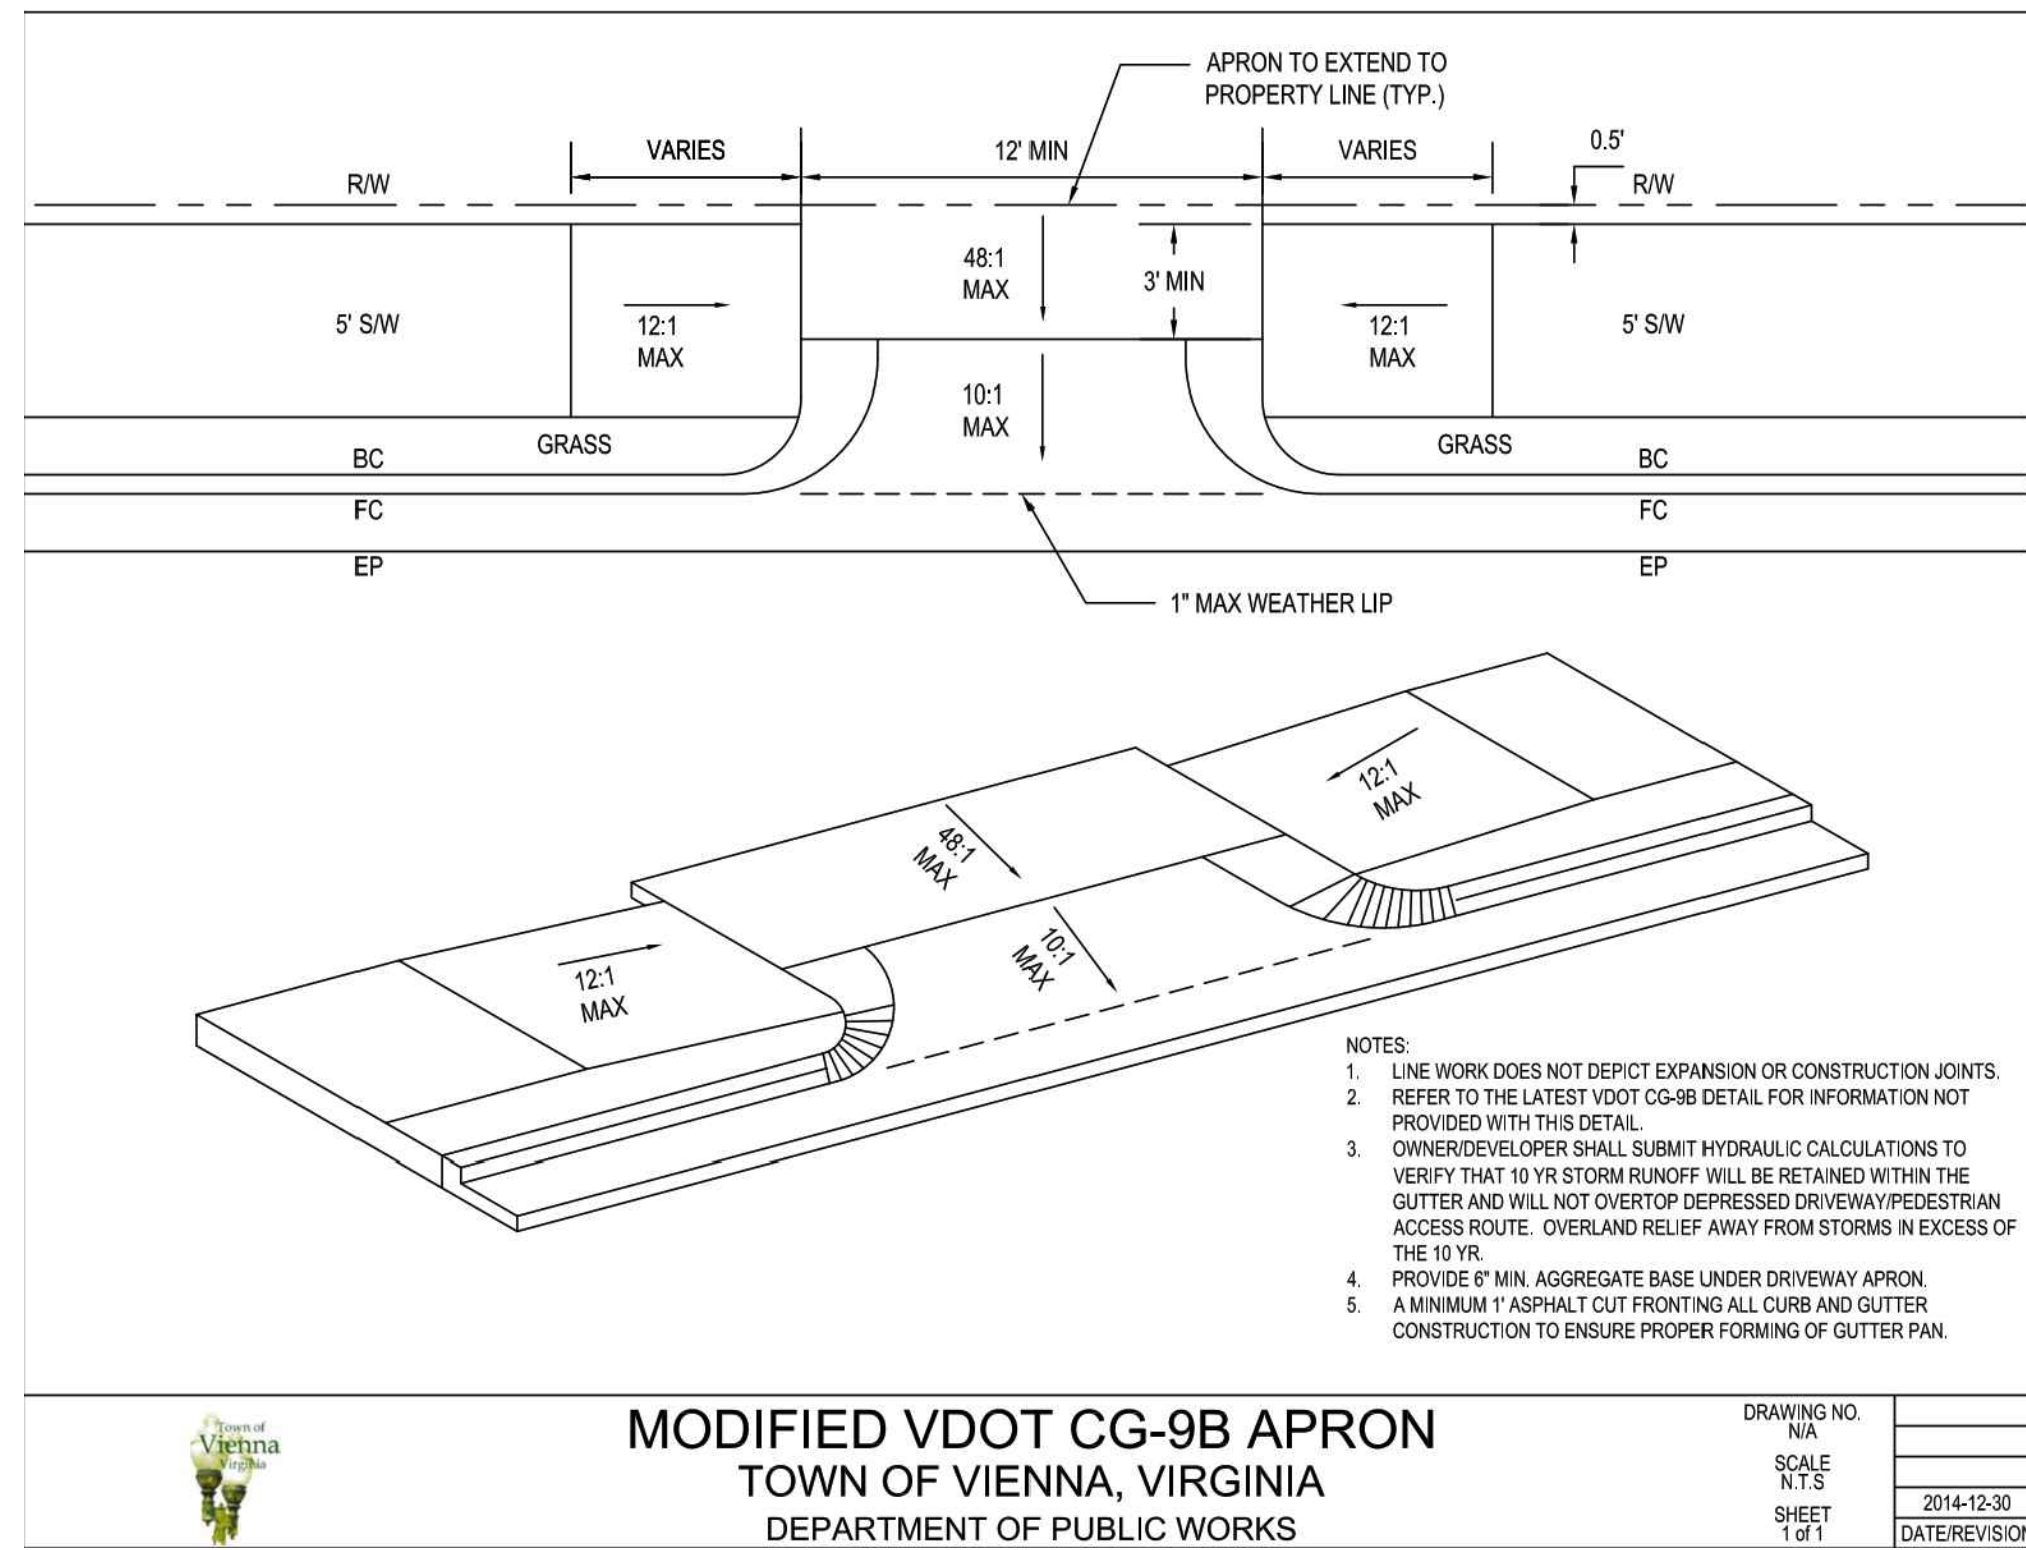 APRON TO EXTEND TO
PROPERTY LINE (TYP.)
VARIES
12' MIN
VARIES
0.5'
R/W
R/W
48:1
MAX
3' MIN
5' S/W
12:1
MAX
12:1
MAX
5' S/W
10:1
MAX
GRASS
GRASS
BC
BC
FC
FC
EP
EP
1" MAX WEATHER LIP
12:1
MAX
48:1
MAX
10:1
MAX
12:1
MAX
NOTES:
1. LINE WORK DOES NOT DEPICT EXPANSION OR CONSTRUCTION JOINTS.
2. REFER TO THE LATEST VDOT CG-9B DETAIL FOR INFORMATION NOT
PROVIDED WITH THIS DETAIL.
3. OWNER/DEVELOPER SHALL SUBMIT HYDRAULIC CALCULATIONS TO
VERIFY THAT 10 YR STORM RUNOFF WILL BE RETAINED WITHIN THE
GUTTER AND WILL NOT OVERTOP DEPRESSED DRIVEWAY/PEDESTRIAN
ACCESS ROUTE. OVERLAND RELIEF AWAY FROM STORMS IN EXCESS OF
THE 10 YR.
4. PROVIDE 6" MIN. AGGREGATE BASE UNDER DRIVEWAY APRON.
5. A MINIMUM 1' ASPHALT CUT FRONTING ALL CURB AND GUTTER
CONSTRUCTION TO ENSURE PROPER FORMING OF GUTTER PAN.
Town of
Vienna
Virginia
MODIFIED VDOT CG-9B APRON
TOWN OF VIENNA, VIRGINIA
DEPARTMENT OF PUBLIC WORKS
DRAWING NO.
N/A
SCALE
N.T.S
SHEET
1 of 1
2014-12-30
DATE/REVISION